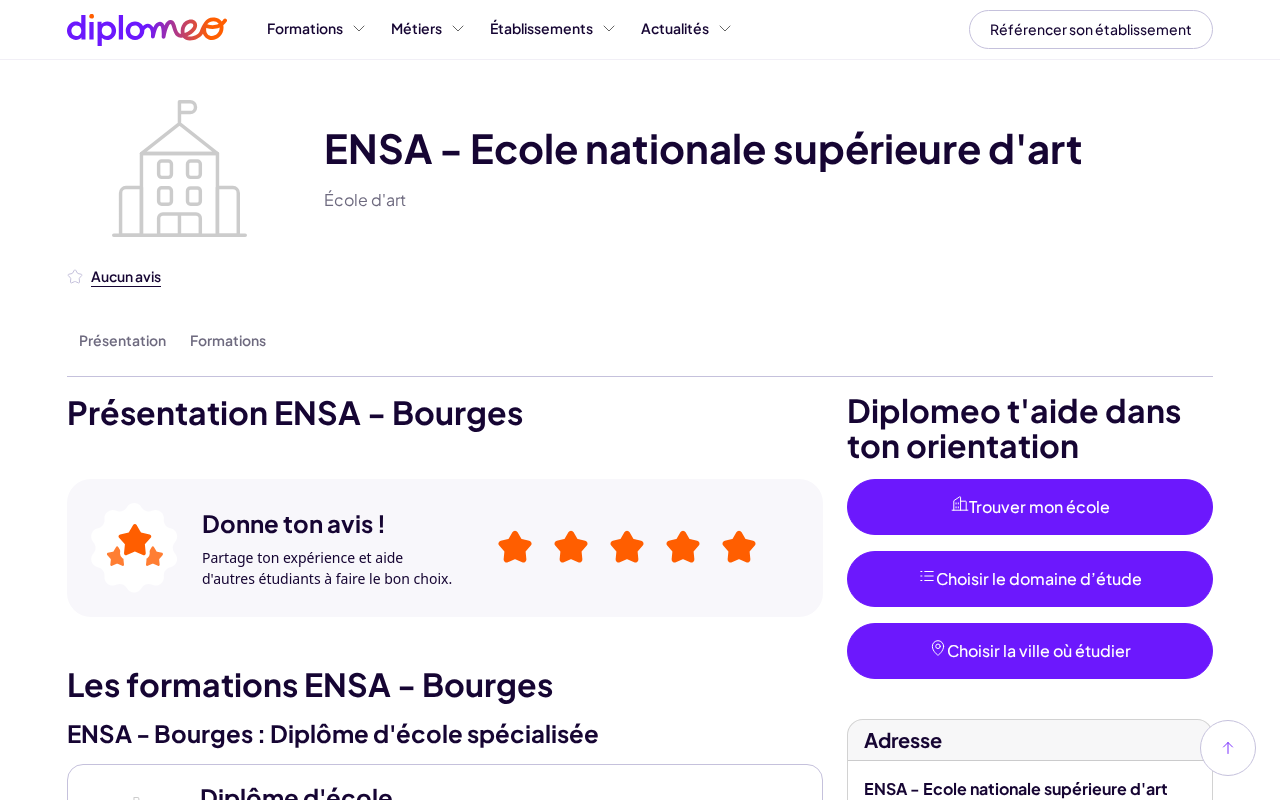 diplomeo
Formations
Métiers
Établissements
Actualités
Référencer son établissement
ENSA - Ecole nationale supérieure d'art
École d'art
Aucun avis
Présentation
Formations
Présentation ENSA - Bourges
Donne ton avis !
Partage ton expérience et aide
d'autres étudiants à faire le bon choix.
Les formations ENSA - Bourges
ENSA - Bourges : Diplôme d'école spécialisée
Diplôme d'école
Diplomeo t'aide dans
ton orientation
Trouver mon école
Choisir le domaine d’étude
Choisir la ville où étudier
Adresse
ENSA - Ecole nationale supérieure d'art